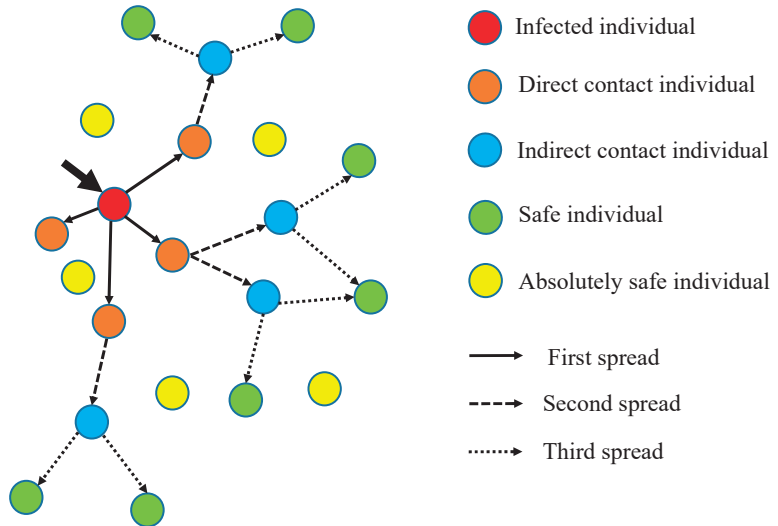 Infected individual
Direct contact individual
Indirect contact individual
Safe individual
Absolutely safe individual
First spread
Second spread
Third spread